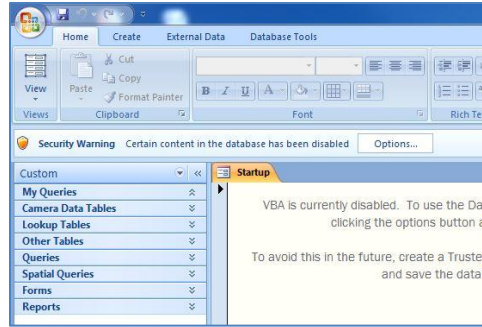 Home Create External Data Database Tools
View
Paste
Cut
Copy
Format Painter
B I U A
Views Clipboard Font Rich Te
Security Warning Certain content in the database has been disabled Options...
Custom
Startup
My Queries
Camera Data Tables
Lookup Tables
Other Tables
Queries
Spatial Queries
Forms
Reports
VBA is currently disabled. To use the Da
clicking the options button a
To avoid this in the future, create a Truste
and save the data